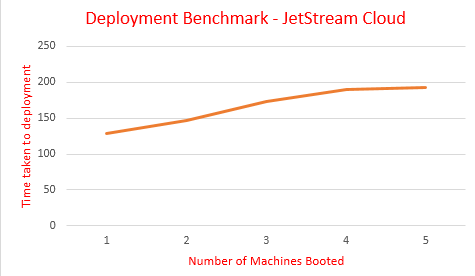 Deployment Benchmark - JetStream Cloud
250
200
150
100
50
0
Time taken to deployment
1 2 3 4 5
Number of Machines Booted